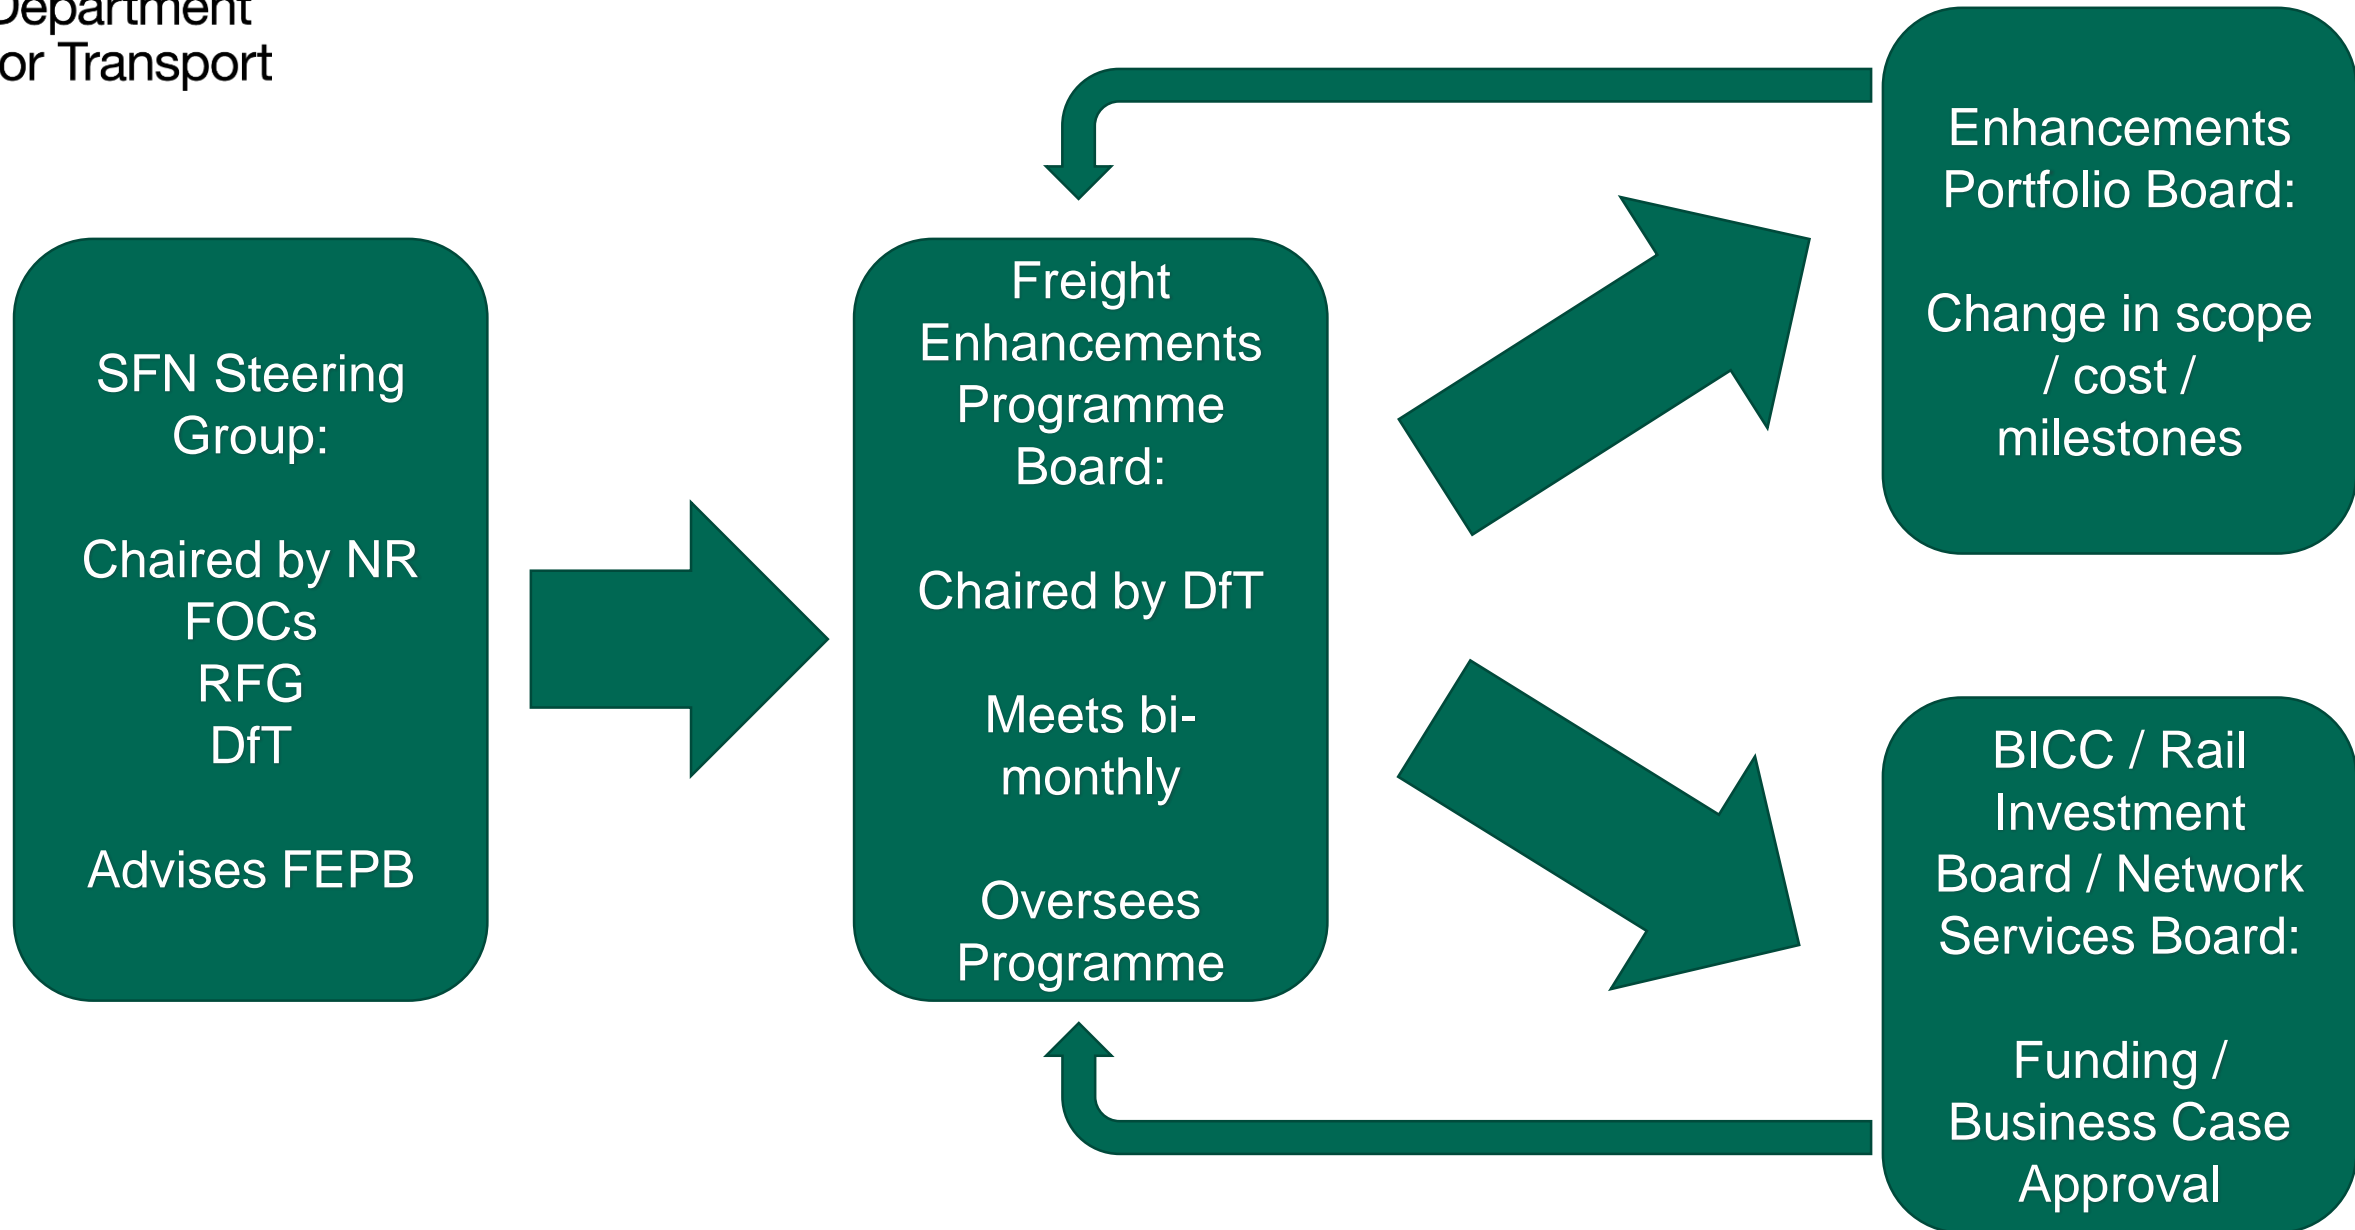 Department
or Transport
SFN Steering
Group:
Chaired by NR
FOCs
RFG
DfT
Advises FEPB
Freight
Enhancements
Programme
Board:
Chaired by DfT
Meets bi-
monthly
Oversees
Programme
Enhancements
Portfolio Board:
Change in scope
/ cost /
milestones
BICC / Rail
Investment
Board / Network
Services Board:
Funding /
Business Case
Approval